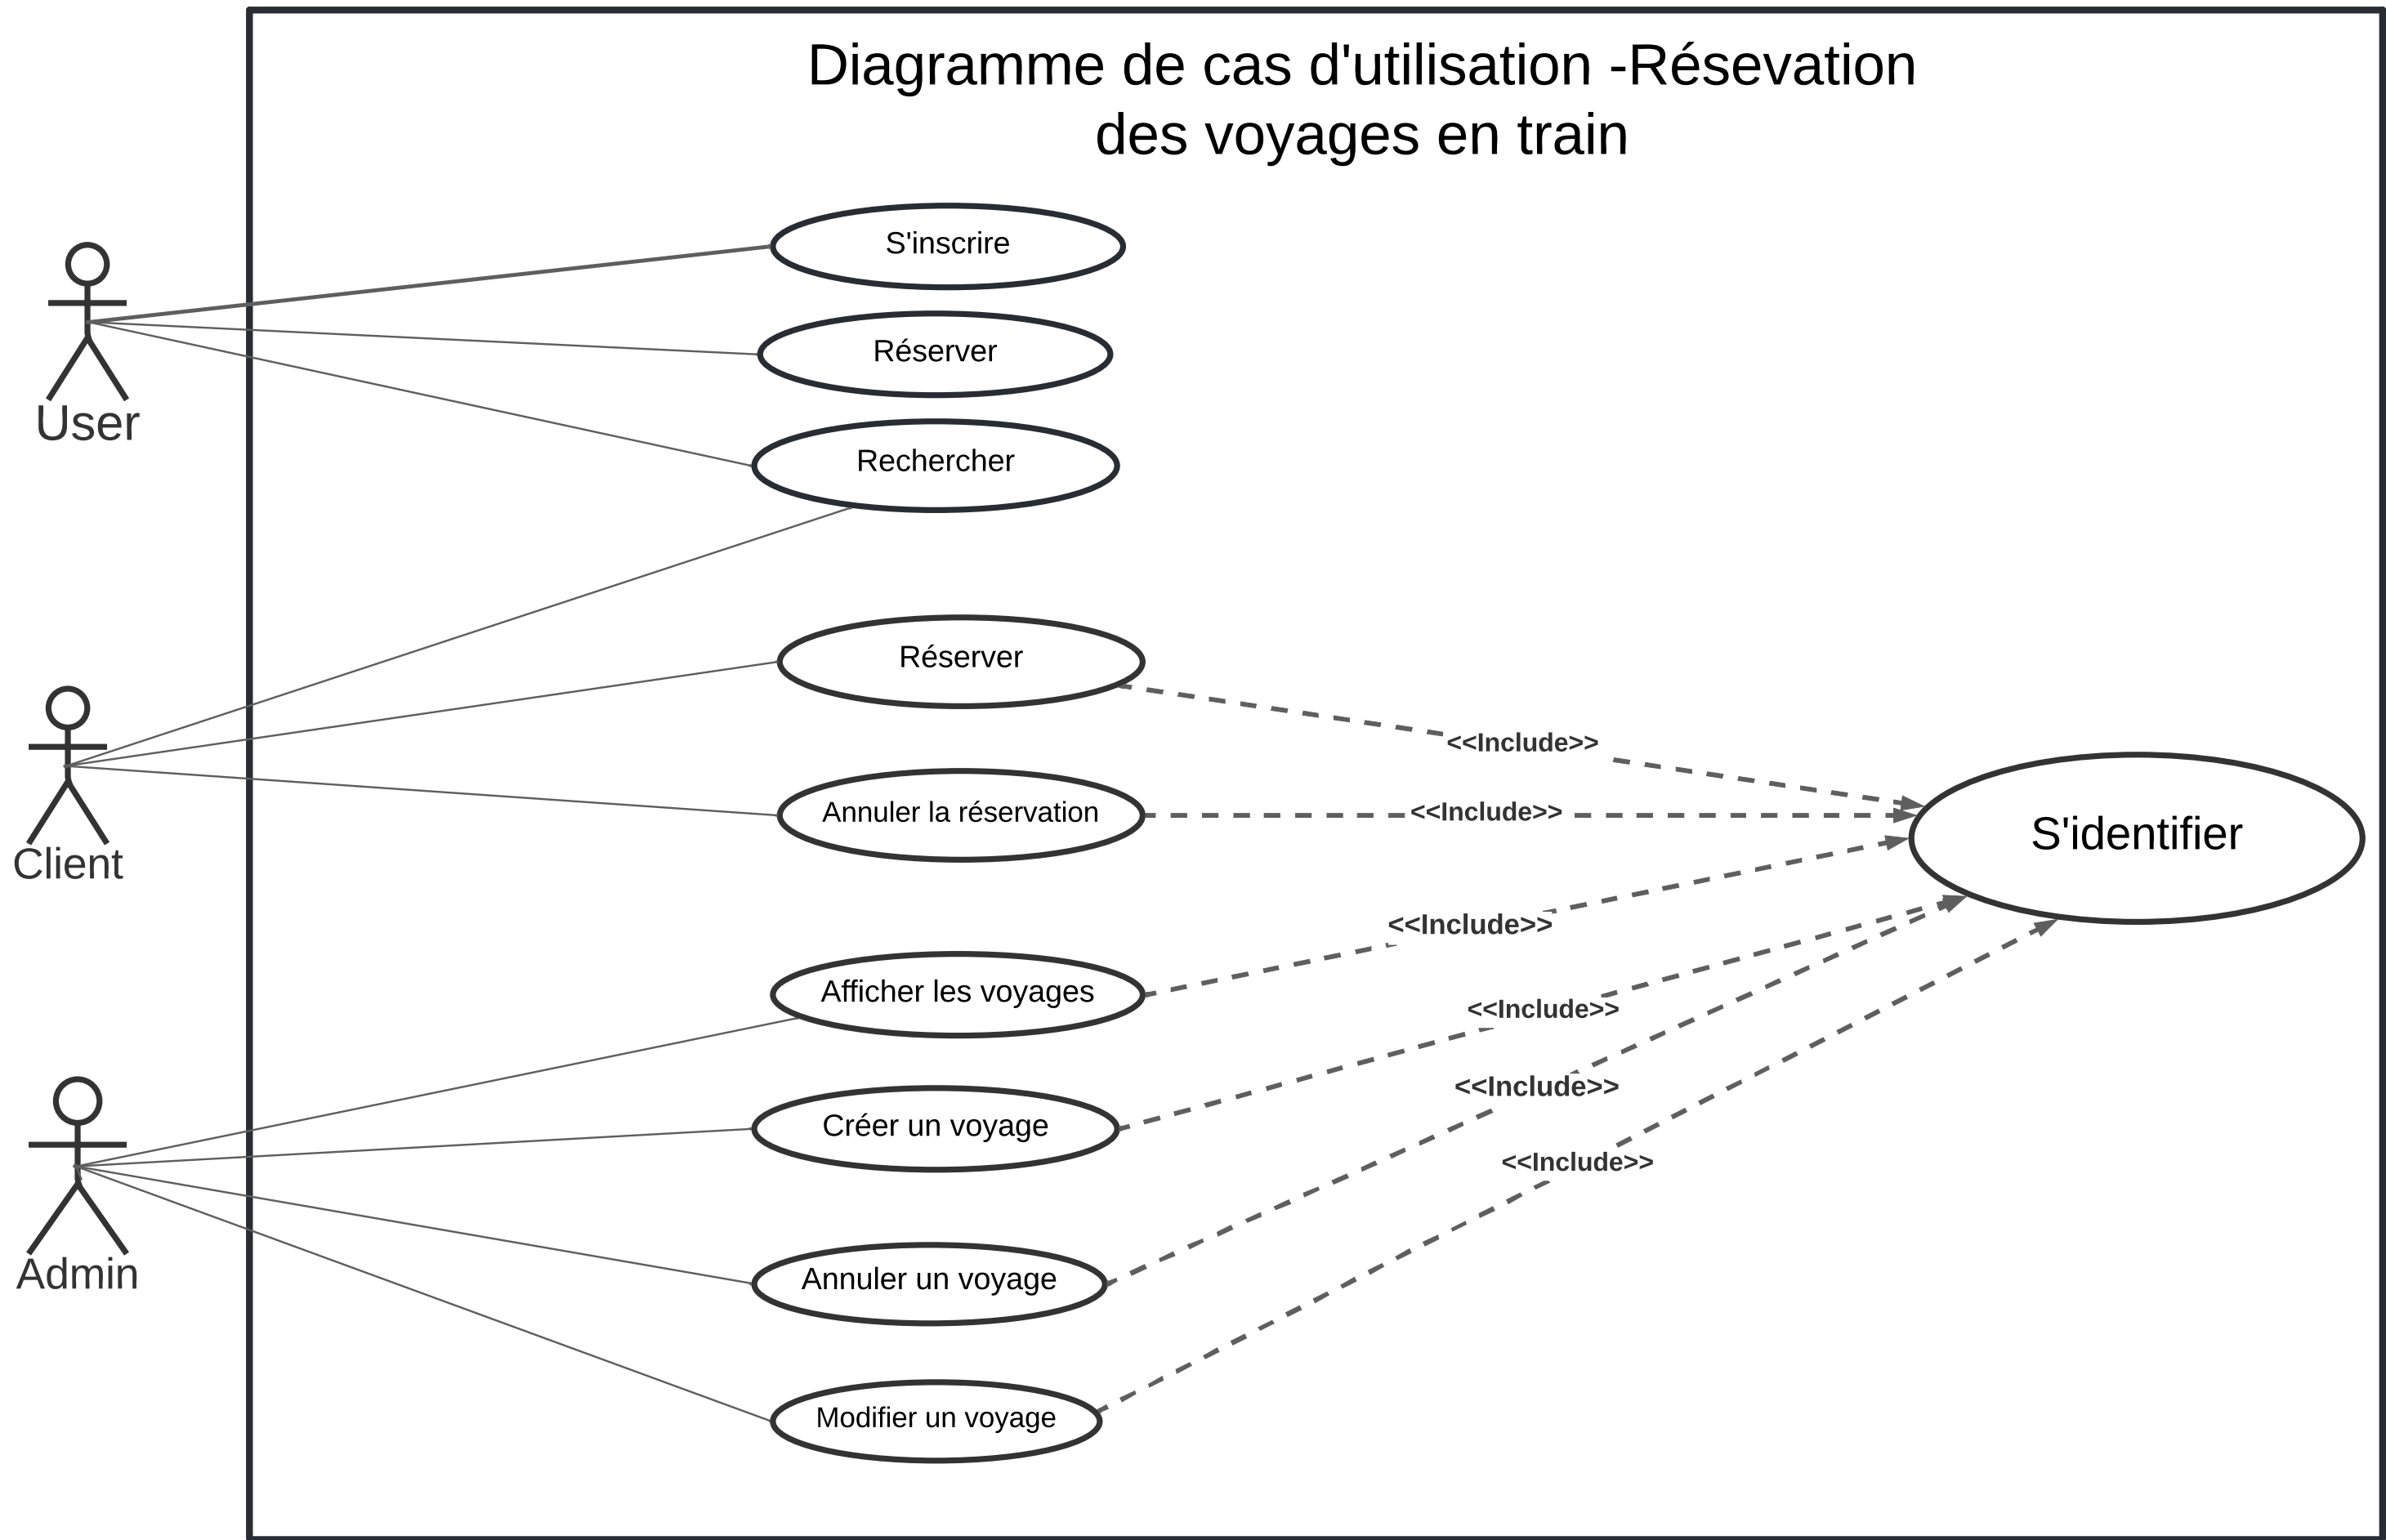 Diagramme de cas d'utilisation -Résevation
des voyages en train
S'inscrire
Réserver
User
Rechercher
Réserver
<<Include>>
Annuler la réservation
<<Include>>
S'identifier
Client
<<Include>>
Afficher les voyages
<<Include>>
<<Include>>
Créer un voyage
<<Include>>
Admin
Annuler un voyage
Modifier un voyage